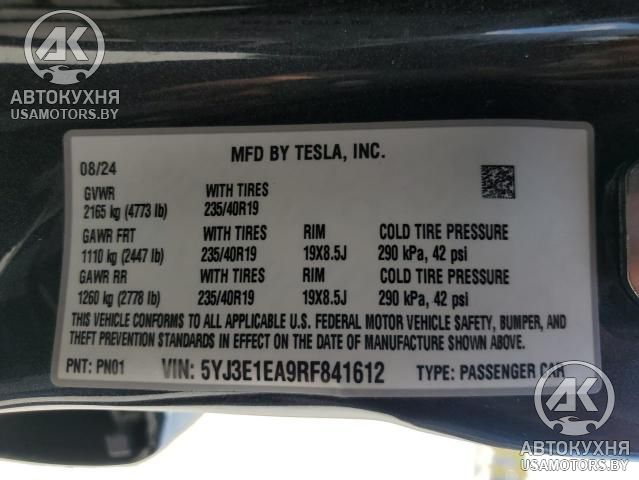 AK
АВТОКУХНЯ
USAMOTORS.BY
MFD BY TESLA, INC.
08/24
GVWR WITH TIRES
2165 kg (4773 lb) 235/40R19
GAWR FRT WITH TIRES RIM COLD TIRE PRESSURE
1110 kg (2447 lb) 235/40R19 19X8.5J 290 kPa, 42 psi
GAWR RR WITH TIRES RIM COLD TIRE PRESSURE
1260 kg (2778 lb) 235/40R19 19X8.5J 290 kPa, 42 psi
THIS VEHICLE CONFORMS TO ALL APPLICABLE U.S. FEDERAL MOTOR VEHICLE SAFETY, BUMPER, AND
THEFT PREVENTION STANDARDS IN EFFECT ON THE DATE OF MANUFACTURE SHOWN ABOVE.
PNT: PN01 VIN: 5YJ3E1EA9RF841612 TYPE: PASSENGER CAR
AK
АВТОКУХНЯ
USAMOTORS.BY